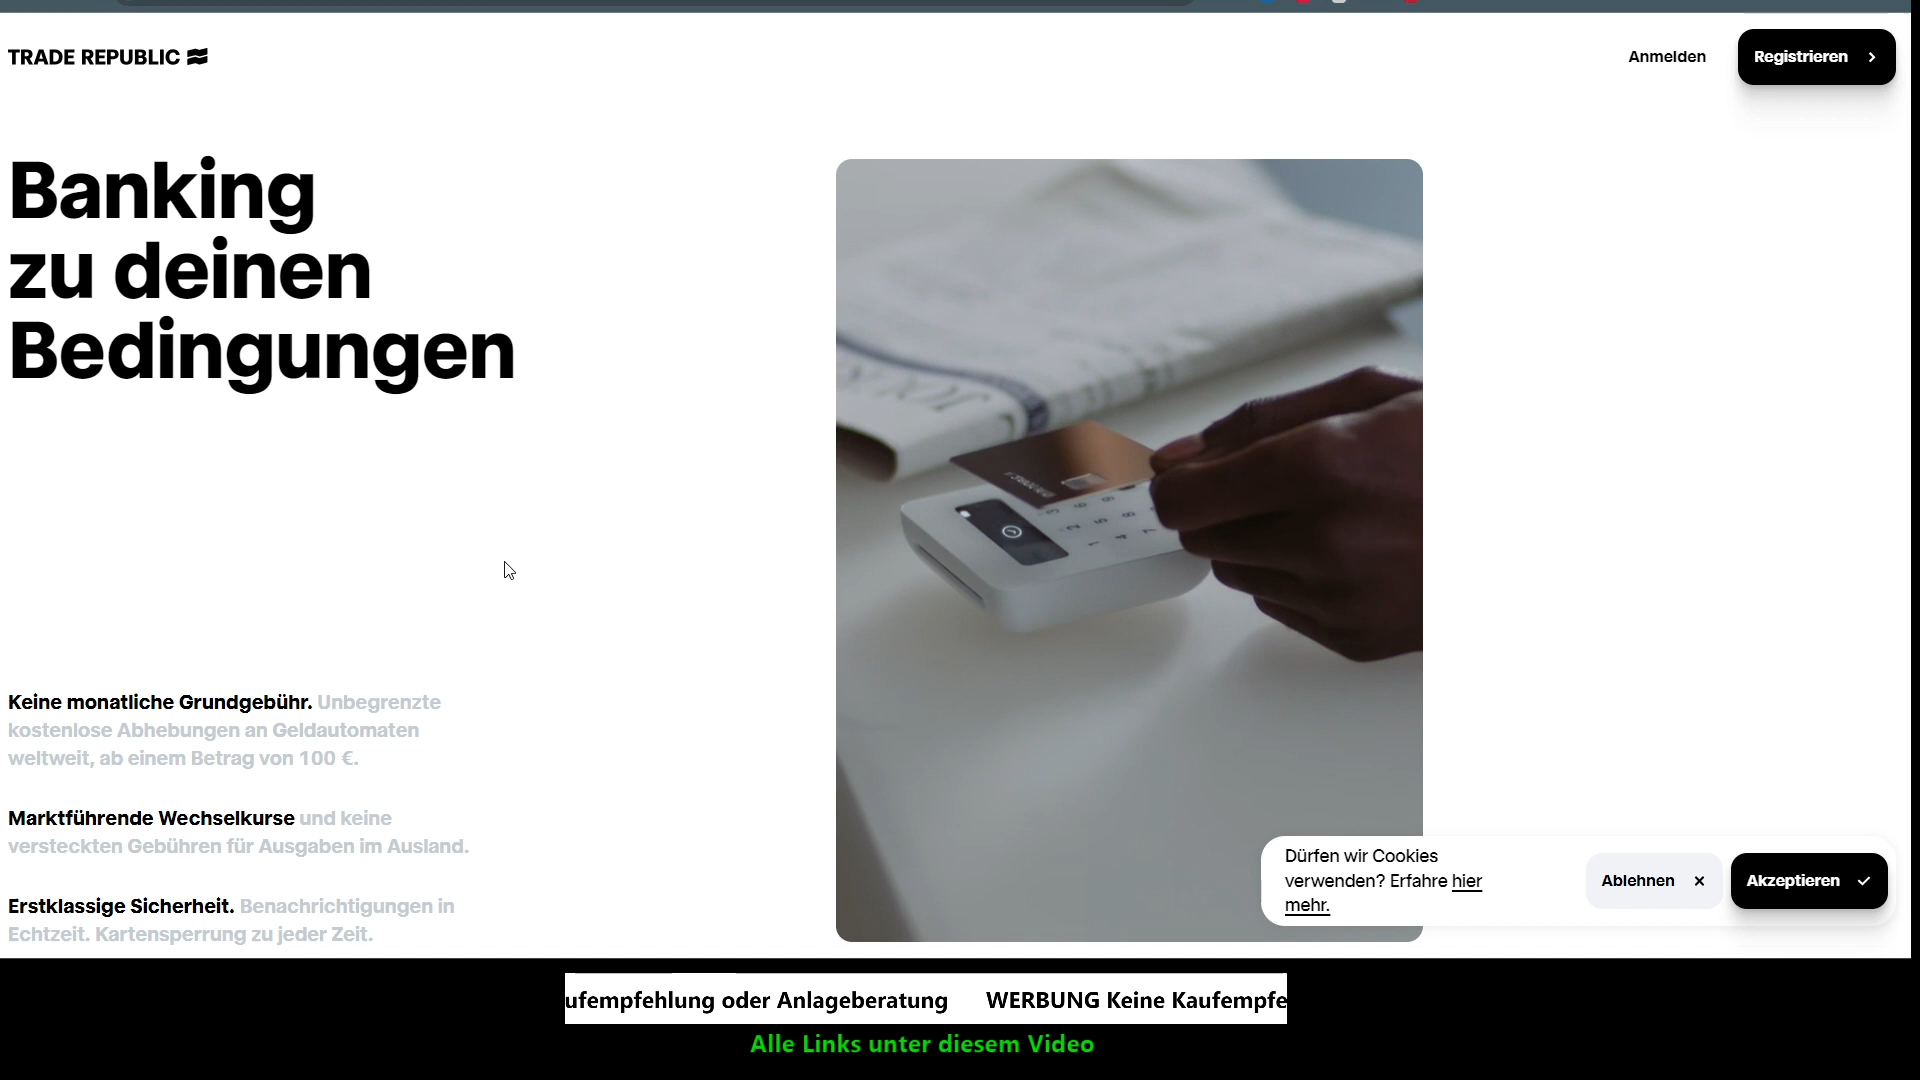 TRADE REPUBLIC
Anmelden
Registrieren
Banking
zu deinen
Bedingungen
Keine monatliche Grundgebühr. Unbegrenzte
kostenlose Abhebungen an Geldautomaten
weltweit, ab einem Betrag von 100 €.
Marktführende Wechselkurse und keine
versteckten Gebühren für Ausgaben im Ausland.
Erstklassige Sicherheit. Benachrichtigungen in
Echtzeit. Kartensperrung zu jeder Zeit.
Dürfen wir Cookies
verwenden? Erfahre hier
mehr.
Ablehnen
Akzeptieren
ufempfehlung oder Anlageberatung WERBUNG Keine Kaufempfe
Alle Links unter diesem Video